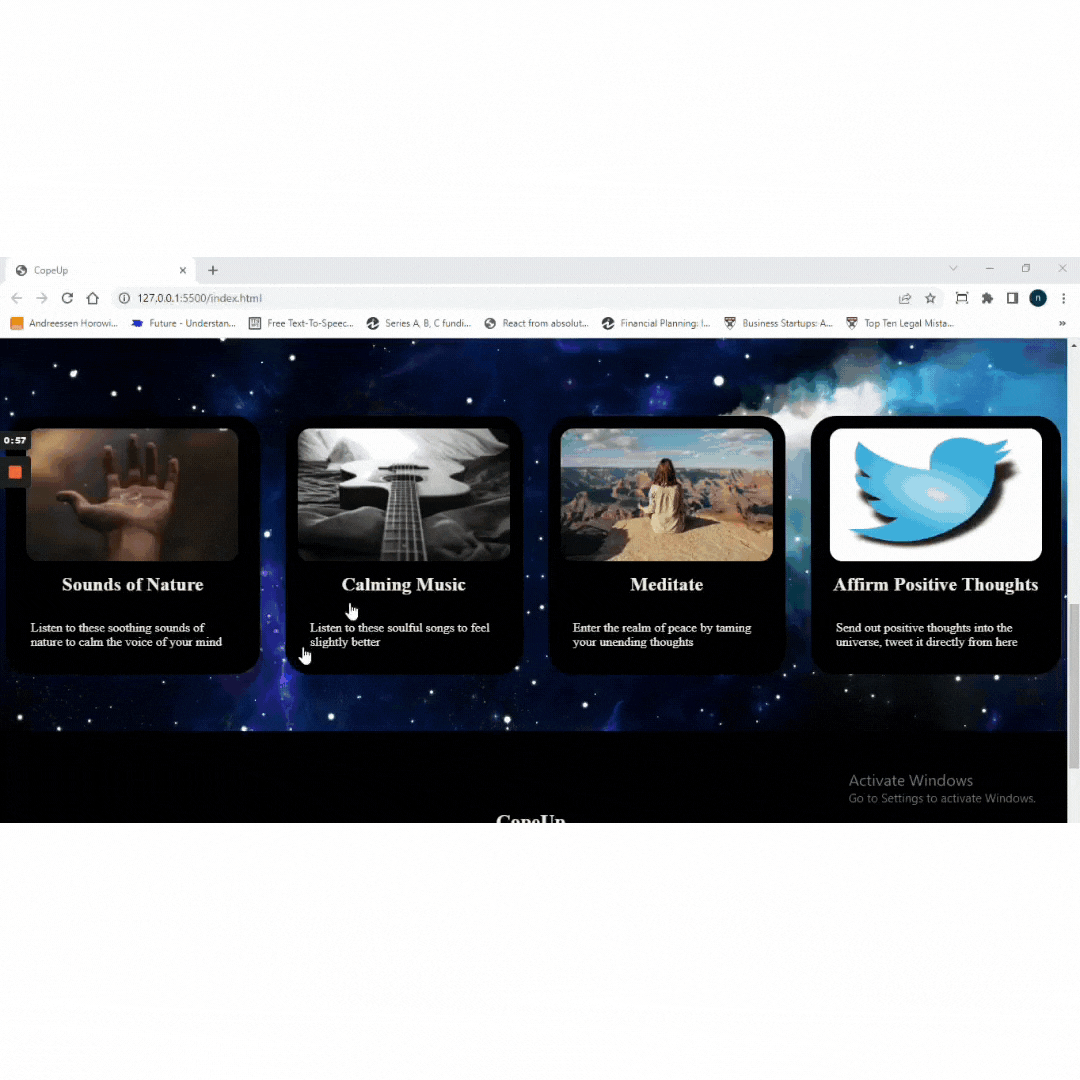 CopeUp
127.0.0.1:5500/index.html
n
Andreessen Horowi...
Future - Understan...
Free Text-To-Speec...
Series A, B, C fundi...
React from absolut...
Financial Planning: I...
Business Startups: A...
Top Ten Legal Mista...
0:57
Sounds of Nature
Listen to these soothing sounds of
nature to calm the voice of your mind
Calming Music
Listen to these soulful songs to feel
slightly better
Meditate
Enter the realm of peace by taming
your unending thoughts
Affirm Positive Thoughts
Send out positive thoughts into the
universe, tweet it directly from here
Activate Windows
Go to Settings to activate Windows.
CopeUp